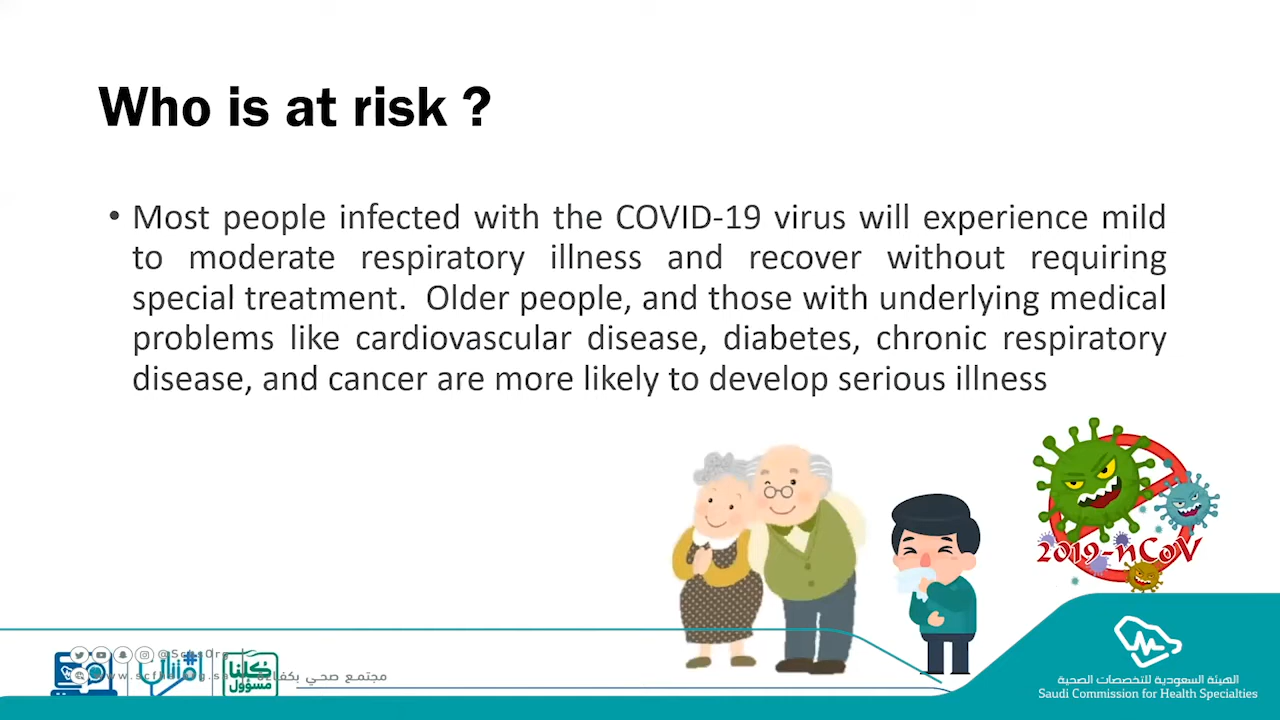 Who is at risk ?
• Most people infected with the COVID-19 virus will experience mild
to moderate respiratory illness and recover without requiring
special treatment. Older people, and those with underlying medical
problems like cardiovascular disease, diabetes, chronic respiratory
disease, and cancer are more likely to develop serious illness
2019-nCoV
كلنا
مسؤول
الهيئة السعودية للتخصصات الصحية
Saudi Commission for Health Specialties